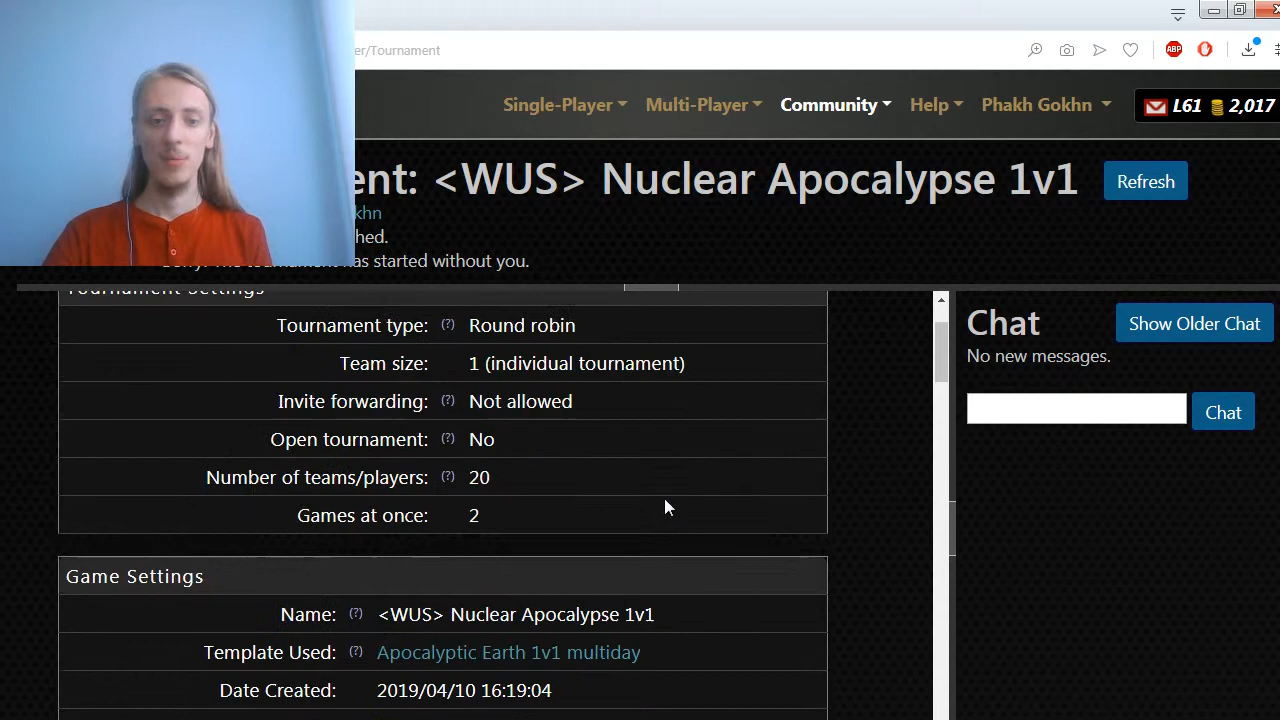 er/Tournament
ABP
Single-Player Multi-Player Community Help Phakh Gokhn L61 2,017
ent: <WUS> Nuclear Apocalypse 1v1 Refresh
khn
hed.
has started without you.
Tournament Settings
Tournament type: (?) Round robin
Team size: 1 (individual tournament)
Invite forwarding: (?) Not allowed
Open tournament: (?) No
Number of teams/players: (?) 20
Games at once: 2
Game Settings
Name: (?) <WUS> Nuclear Apocalypse 1v1
Template Used: (?) Apocalyptic Earth 1v1 multiday
Date Created: 2019/04/10 16:19:04
Chat Show Older Chat
No new messages.
Chat